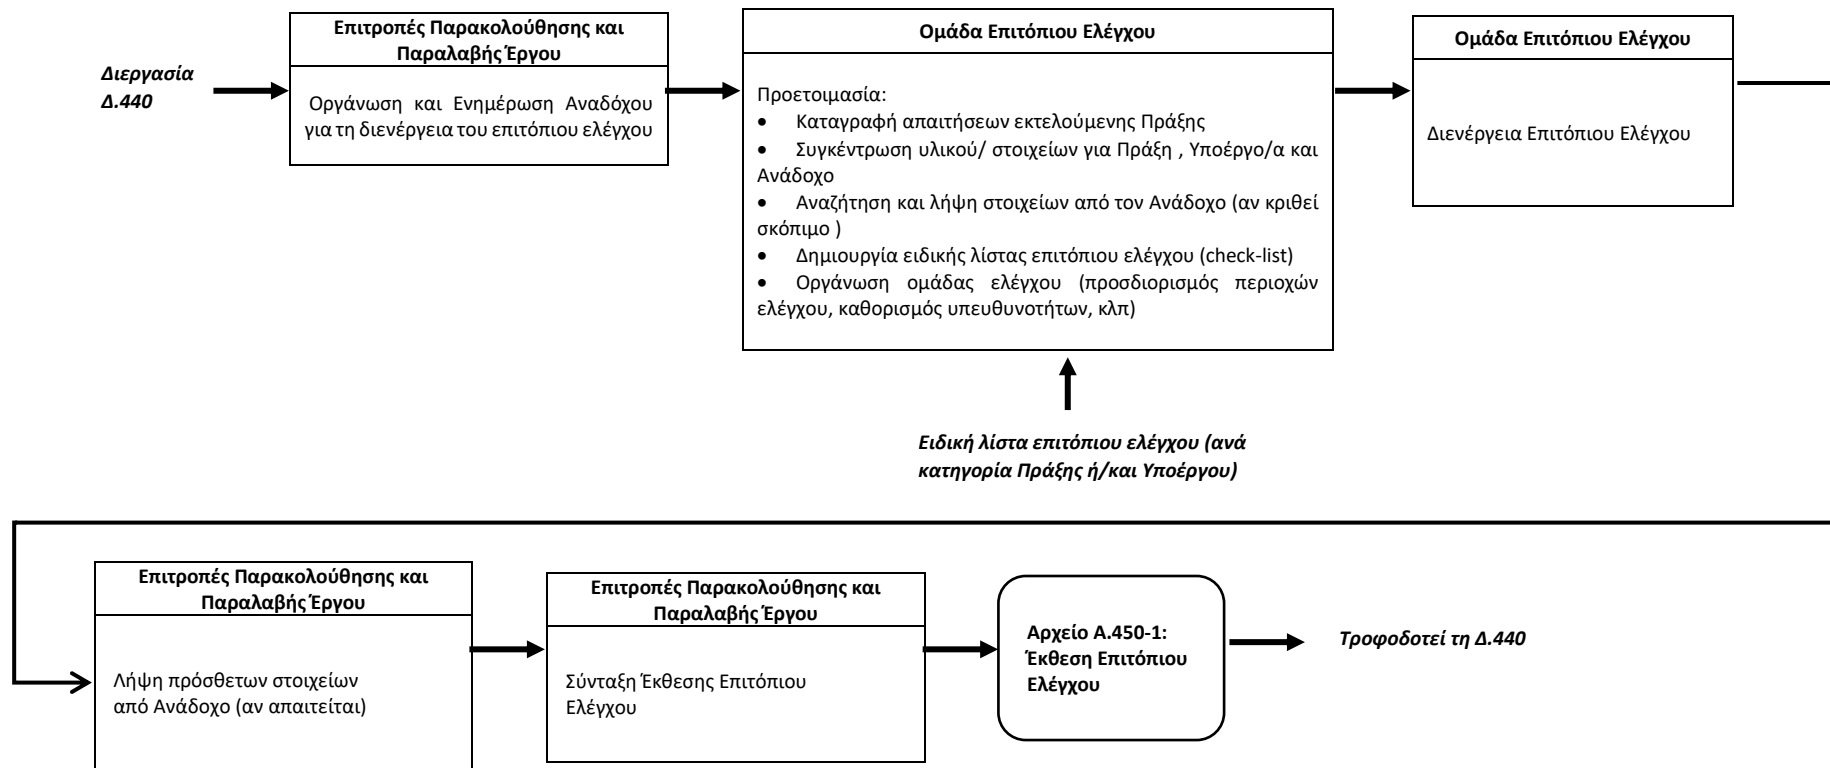 Διεργασία
Δ.440
Επιτροπές Παρακολούθησης και
Παραλαβής Έργου
Οργάνωση και Ενημέρωση Αναδόχου
για τη διενέργεια του επιτόπιου ελέγχου
Ομάδα Επιτόπιου Ελέγχου
Προετοιμασία:
• Καταγραφή απαιτήσεων εκτελούμενης Πράξης
• Συγκέντρωση υλικού/ στοιχείων για Πράξη , Υποέργο/α και
Ανάδοχο
• Αναζήτηση και λήψη στοιχείων από τον Ανάδοχο (αν κριθεί
σκόπιμο )
• Δημιουργία ειδικής λίστας επιτόπιου ελέγχου (check-list)
• Οργάνωση ομάδας ελέγχου (προσδιορισμός περιοχών
ελέγχου, καθορισμός υπευθυνοτήτων, κλπ)
Ομάδα Επιτόπιου Ελέγχου
Διενέργεια Επιτόπιου Ελέγχου
Ειδική λίστα επιτόπιου ελέγχου (ανά
κατηγορία Πράξης ή/και Υποέργου)
Επιτροπές Παρακολούθησης και
Παραλαβής Έργου
Λήψη πρόσθετων στοιχείων
από Ανάδοχο (αν απαιτείται)
Επιτροπές Παρακολούθησης και
Παραλαβής Έργου
Σύνταξη Έκθεσης Επιτόπιου
Ελέγχου
Αρχείο Α.450-1:
Έκθεση Επιτόπιου
Ελέγχου
Τροφοδοτεί τη Δ.440